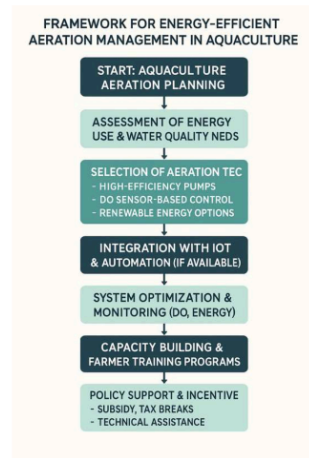 FRAMEWORK FOR ENERGY-EFFICIENT
AERATION MANAGEMENT IN AQUACULTURE
START: AQUACULTURE
AERATION PLANNING
ASSESSMENT OF ENERGY
USE & WATER QUALITY NEDS
SELECTION OF AERATION TEC
- HIGH-EFFICIENCY PUMPS
- DO SENSOR-BASED CONTROL
- RENEWABLE ENERGY OPTIONS
INTEGRATION WITH IOT
& AUTOMATION (IF AVAILABLE)
SYSTEM OPTIMIZATION &
MONITORING (DO, ENERGY)
CAPACITY BUILDING &
FARMER TRAINING PROGRAMS
POLICY SUPPORT & INCENTIVE
- SUBSIDY, TAX BREAKS
- TECHNICAL ASSISTANCE